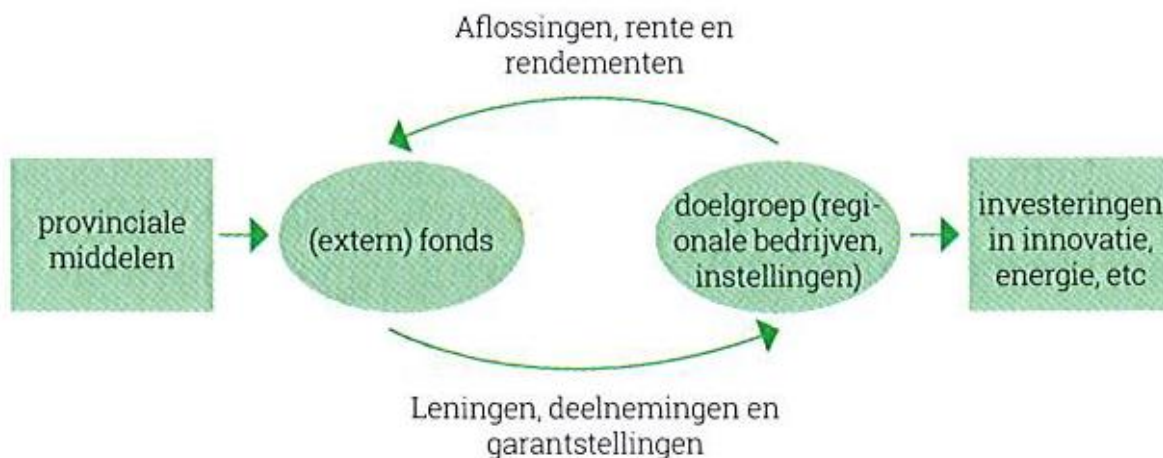 Aflossingen, rente en
rendementen
provinciale
middelen
(extern) fonds
doelgroep (regi-
onale bedrijven,
instellingen)
investeringen
in innovatie,
energie, etc
Leningen, deelnemingen en
garantstellingen